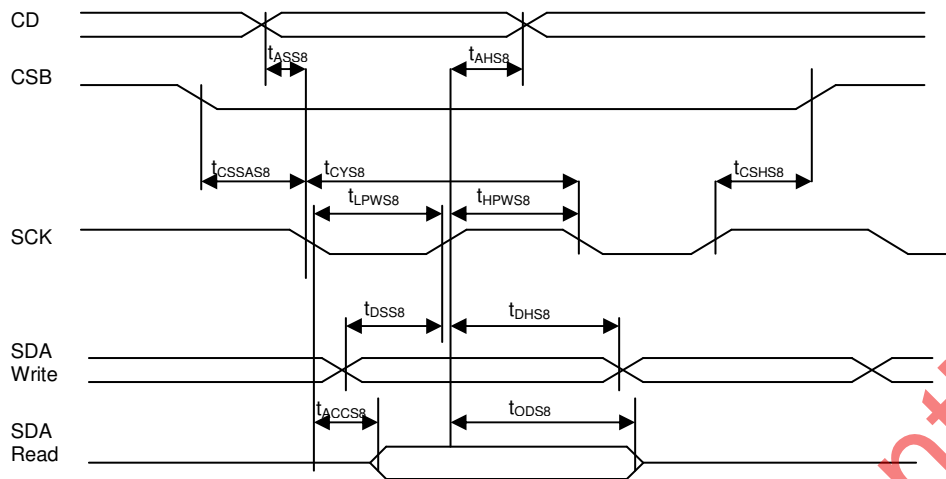 CD
tASS8
tAHS8
CSB
tCSSAS8
tCYS8
tCSHS8
tLPWS8
tHPWS8
SCK
tDSS8
tDHS8
SDA
Write
tACCS8
tODS8
SDA
Read